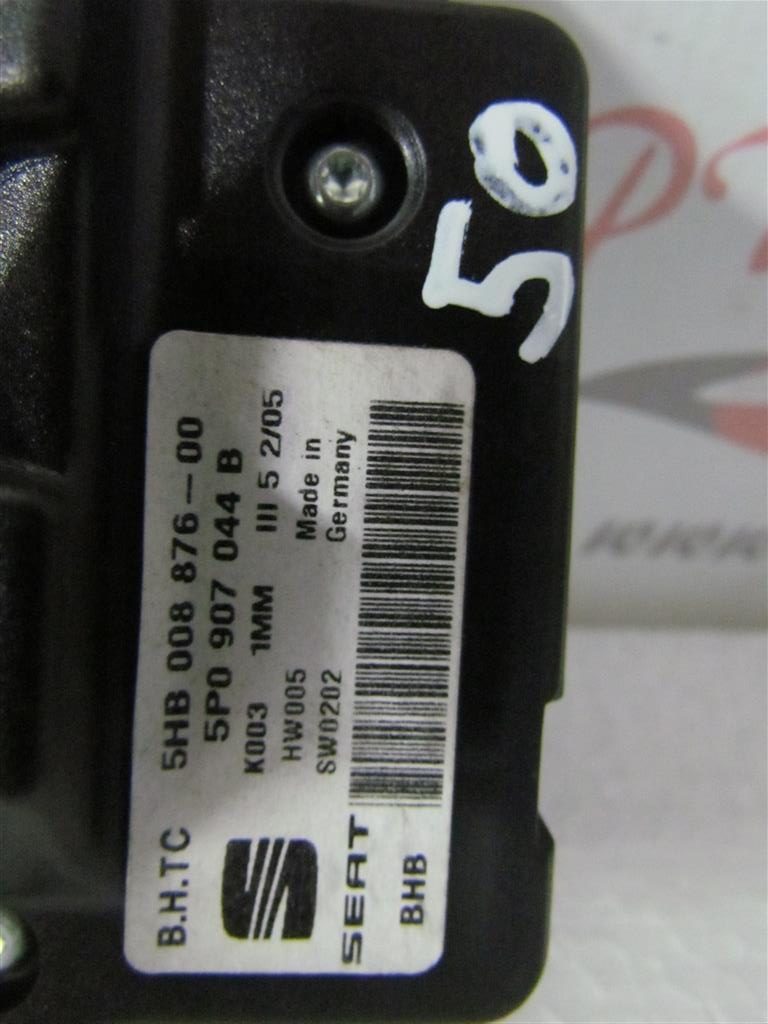 50
B.H.TC 5HB 008 876-00
5P0 907 044 B
K003 1MM III 5 2/05
HW005 Made in
SW0202 Germany
SEAT
BHB